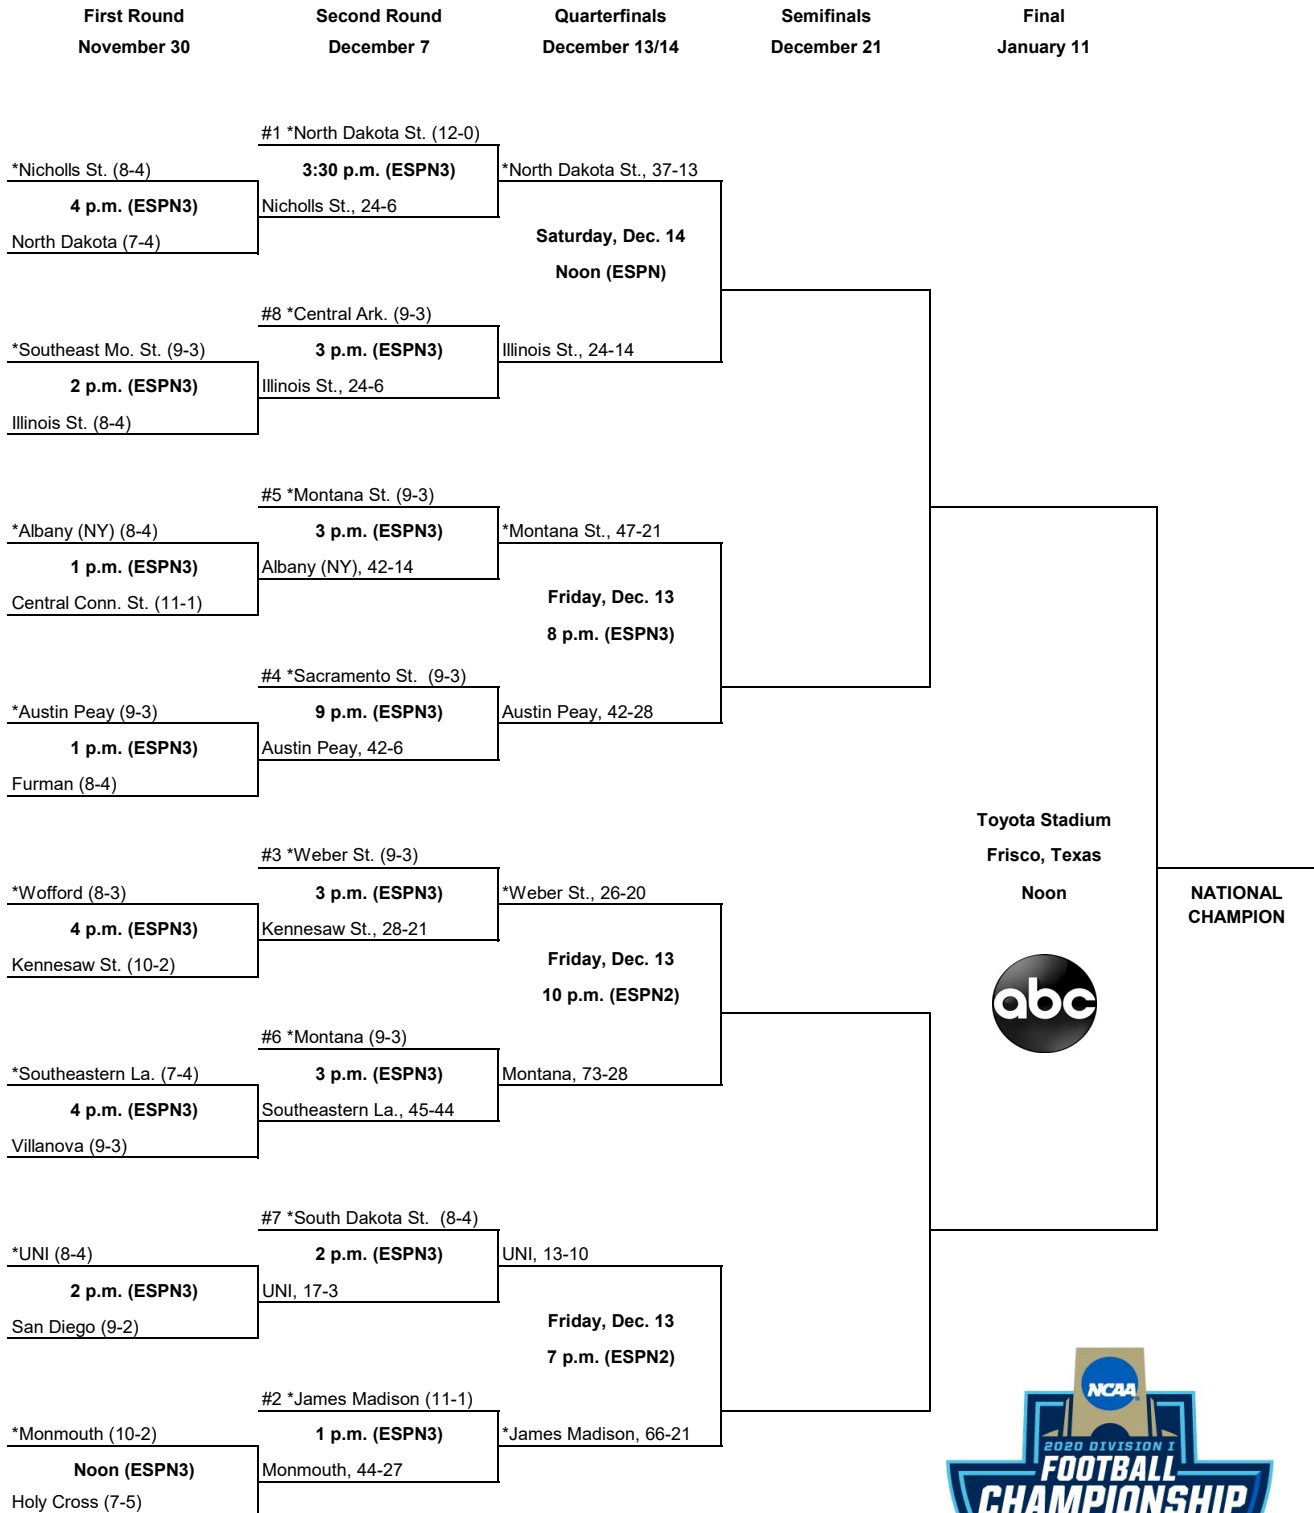 First Round
Second Round
Quarterfinals
Semifinals
Final
November 30
December 7
December 13/14
December 21
January 11
#1 *North Dakota St. (12-0)
*Nicholls St. (8-4)
3:30 p.m. (ESPN3)
*North Dakota St., 37-13
4 p.m. (ESPN3)
Nicholls St., 24-6
North Dakota (7-4)
Saturday, Dec. 14
Noon (ESPN)
#8 *Central Ark. (9-3)
*Southeast Mo. St. (9-3)
3 p.m. (ESPN3)
Illinois St., 24-14
2 p.m. (ESPN3)
Illinois St., 24-6
Illinois St. (8-4)
#5 *Montana St. (9-3)
*Albany (NY) (8-4)
3 p.m. (ESPN3)
*Montana St., 47-21
1 p.m. (ESPN3)
Albany (NY), 42-14
Central Conn. St. (11-1)
Friday, Dec. 13
8 p.m. (ESPN3)
#4 *Sacramento St. (9-3)
*Austin Peay (9-3)
9 p.m. (ESPN3)
Austin Peay, 42-28
1 p.m. (ESPN3)
Austin Peay, 42-6
Furman (8-4)
Toyota Stadium
Frisco, Texas
Noon
#3 *Weber St. (9-3)
*Wofford (8-3)
3 p.m. (ESPN3)
*Weber St., 26-20
NATIONAL
CHAMPION
4 p.m. (ESPN3)
Kennesaw St., 28-21
Kennesaw St. (10-2)
Friday, Dec. 13
10 p.m. (ESPN2)
abc
#6 *Montana (9-3)
*Southeastern La. (7-4)
3 p.m. (ESPN3)
Montana, 73-28
4 p.m. (ESPN3)
Southeastern La., 45-44
Villanova (9-3)
#7 *South Dakota St. (8-4)
*UNI (8-4)
2 p.m. (ESPN3)
UNI, 13-10
2 p.m. (ESPN3)
UNI, 17-3
San Diego (9-2)
Friday, Dec. 13
7 p.m. (ESPN2)
#2 *James Madison (11-1)
*Monmouth (10-2)
1 p.m. (ESPN3)
*James Madison, 66-21
Noon (ESPN3)
Monmouth, 44-27
Holy Cross (7-5)
NCAA
2020 DIVISION I
FOOTBALL
CHAMPIONSHIP